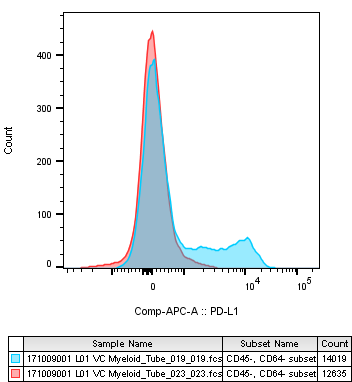 400
300
200
100
0
Count
0 10^4 10^5
Comp-APC-A :: PD-L1
Sample Name Subset Name Count
171009001 L01 VC Myeloid_Tube_019_019.fcs CD45-, CD64- subset 14019
171009001 L01 VC Myeloid_Tube_023_023.fcs CD45-, CD64- subset 12635